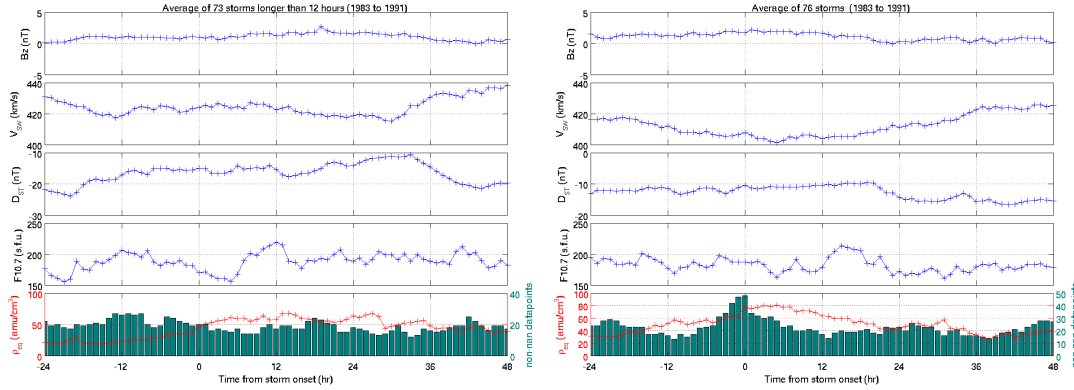 Average of 73 storms longer than 12 hours (1983 to 1991)
5
0
5
Bz (nT)
440
420
400
V_SW (km/s)
-10
-20
-30
D_ST (nT)
250
200
150
F10.7 (s.f.u.)
100
50
0
ρ_eq (amu/cm^3)
40
20
0
non-nan datapoints
-24 -12 0 12 24 36 48
Time from storm onset (hr)
Average of 76 storms (1983 to 1991)
5
0
5
Bz (nT)
440
420
400
V_SW (km/s)
0
-10
-20
D_ST (nT)
250
200
150
F10.7 (s.f.u.)
100
80
60
40
20
0
ρ_eq (amu/cm^3)
50
40
30
20
10
0
-24 -12 0 12 24 36 48
Time from storm onset (hr)